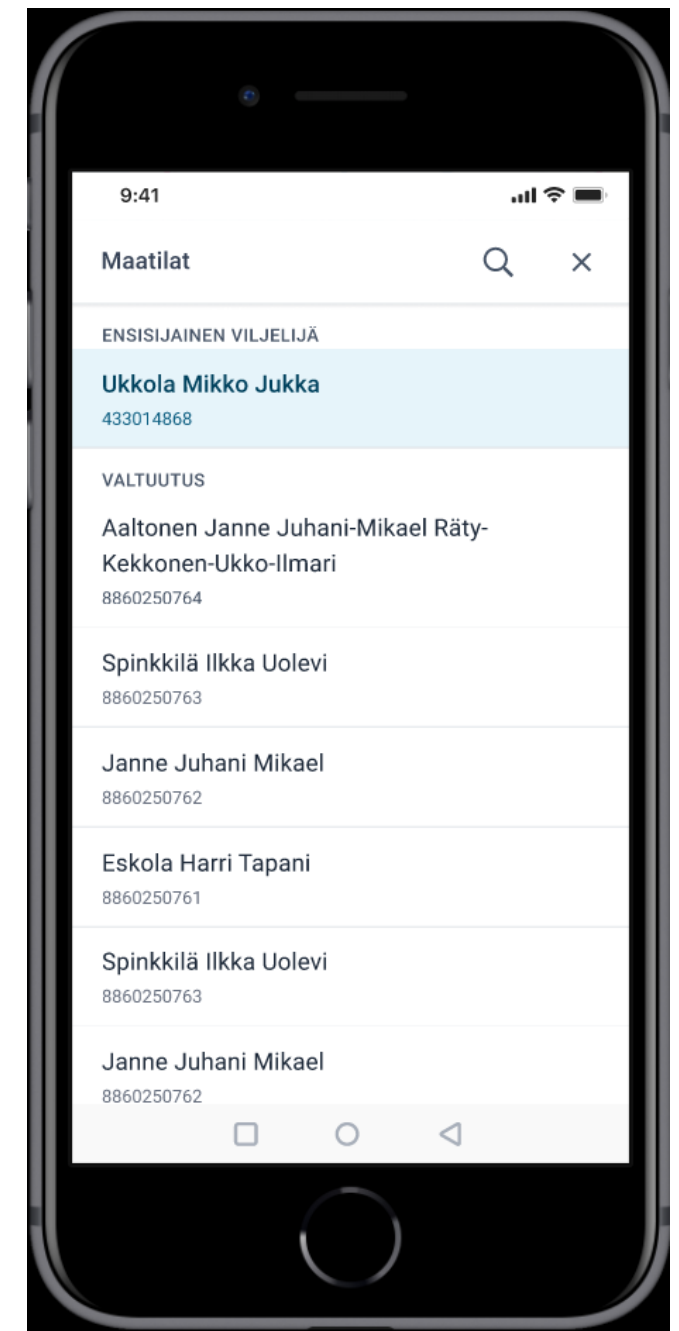 9:41
Maatilat
ENSISIJAINEN VILJELIJÄ
Ukkola Mikko Jukka
433014868
VALTUUTUS
Aaltonen Janne Juhani-Mikael Räty-
Kekkonen-Ukko-Ilmari
8860250764
Spinkkilä Ilkka Uolevi
8860250763
Janne Juhani Mikael
8860250762
Eskola Harri Tapani
8860250761
Spinkkilä Ilkka Uolevi
8860250763
Janne Juhani Mikael
8860250762